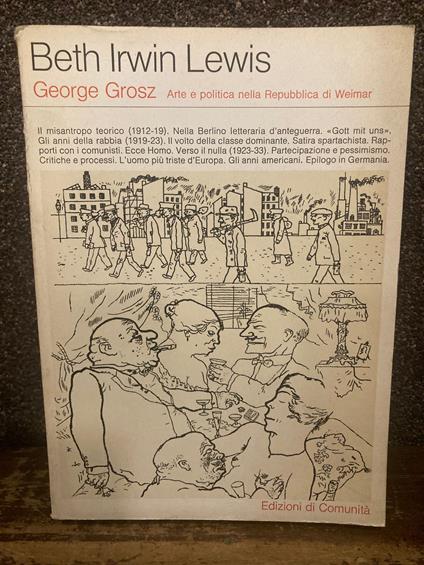 Beth Irwin Lewis
George Grosz Arte e politica nella Repubblica di Weimar
Il misantropo teorico (1912-19). Nella Berlino letteraria d'anteguerra. «Gott mit uns»,
Gli anni della rabbia (1919-23). Il volto della classe dominante. Satira spartachista. Rap-
porti con i comunisti. Ecce Homo. Verso il nulla (1923-33). Partecipazione e pessimismo.
Critiche e processi. L'uomo più triste d'Europa. Gli anni americani. Epilogo in Germania.
Edizioni di Comunità